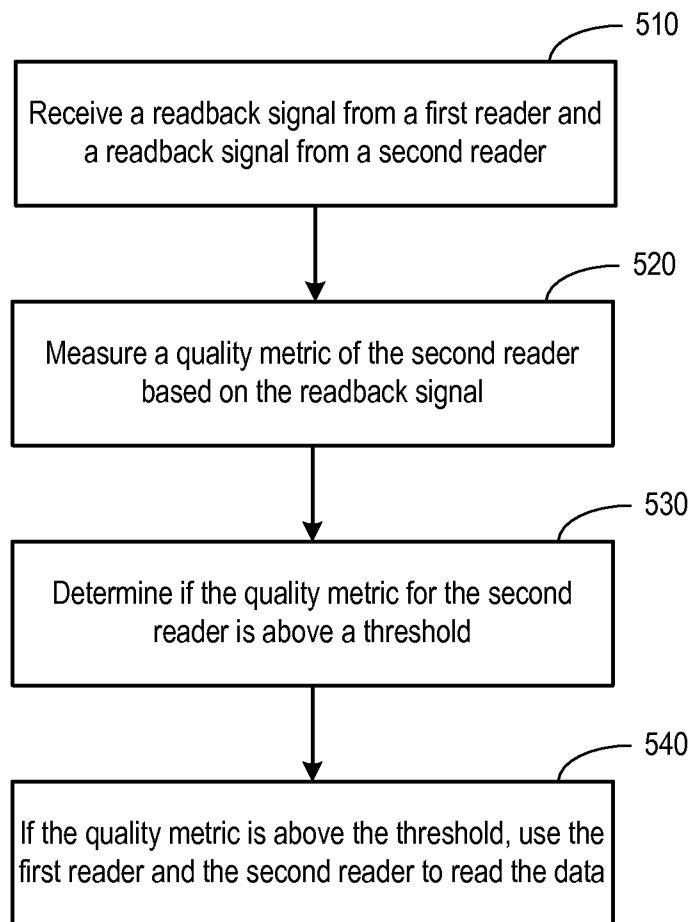 510
Receive a readback signal from a first reader and
a readback signal from a second reader
520
Measure a quality metric of the second reader
based on the readback signal
530
Determine if the quality metric for the second
reader is above a threshold
540
If the quality metric is above the threshold, use the
first reader and the second reader to read the data